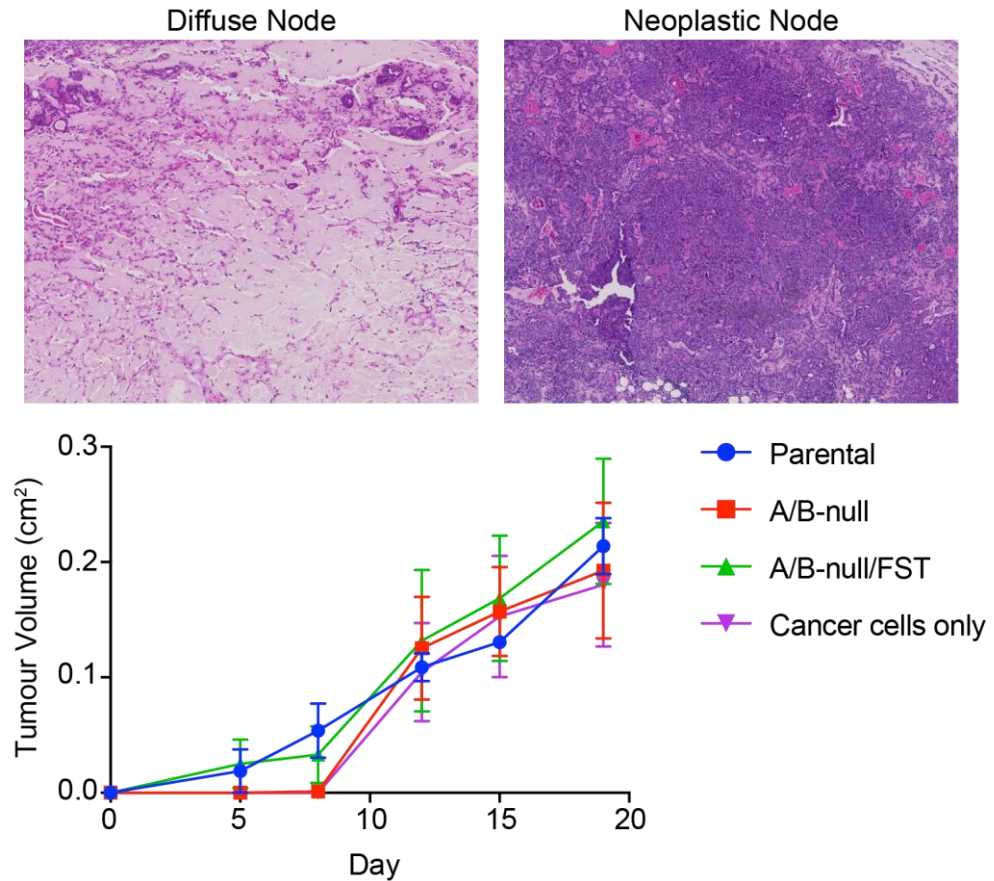 Diffuse Node
Neoplastic Node
Tumour Volume (cm²)
0.3
0.2
0.1
0.0
0
5
10
15
20
Day
Parental
A/B-null
A/B-null/FST
Cancer cells only